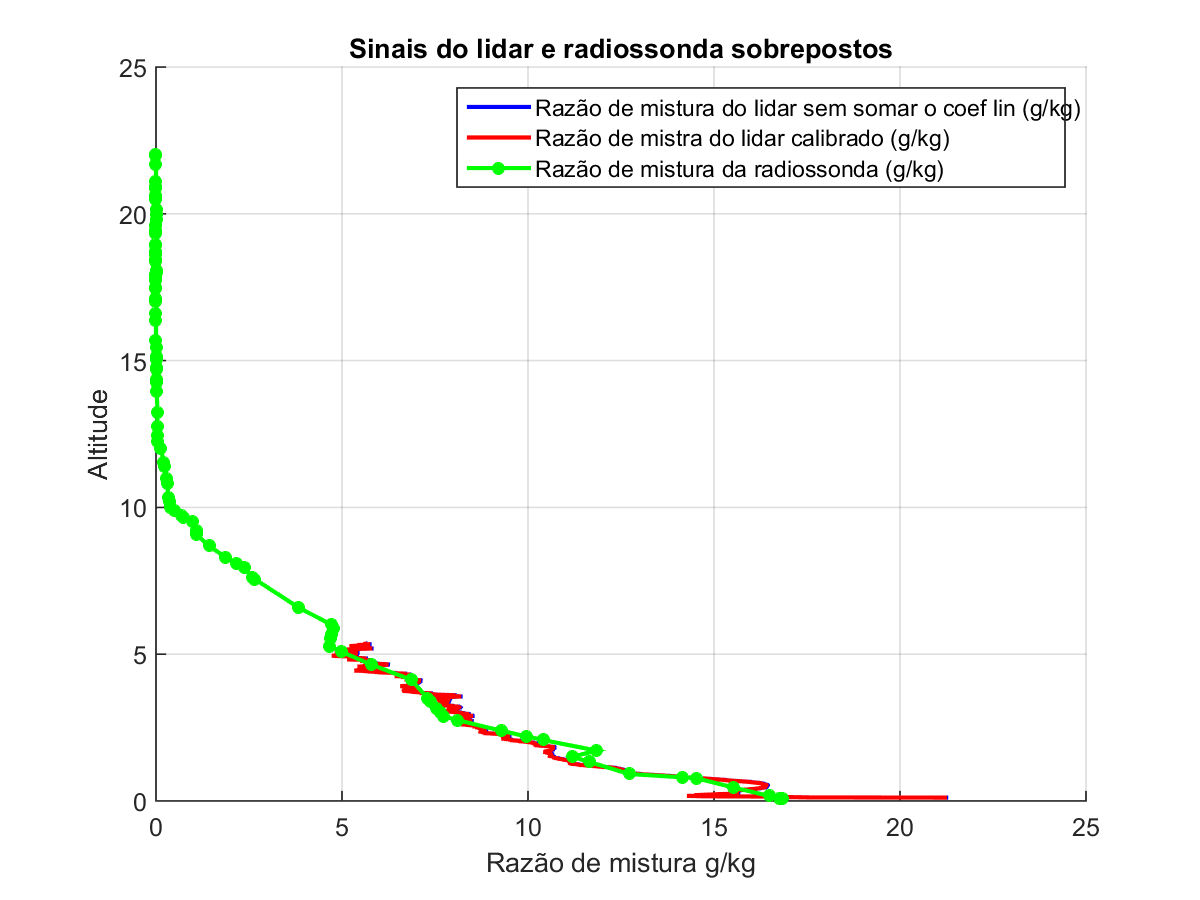 Sinais do lidar e radiossonda sobrepostos
25
Razão de mistura do lidar sem somar o coef lin (g/kg)
Razão de mistra do lidar calibrado (g/kg)
Razão de mistura da radiossonda (g/kg)
20
15
Altitude
10
5
0
0 5 10 15 20 25
Razão de mistura g/kg